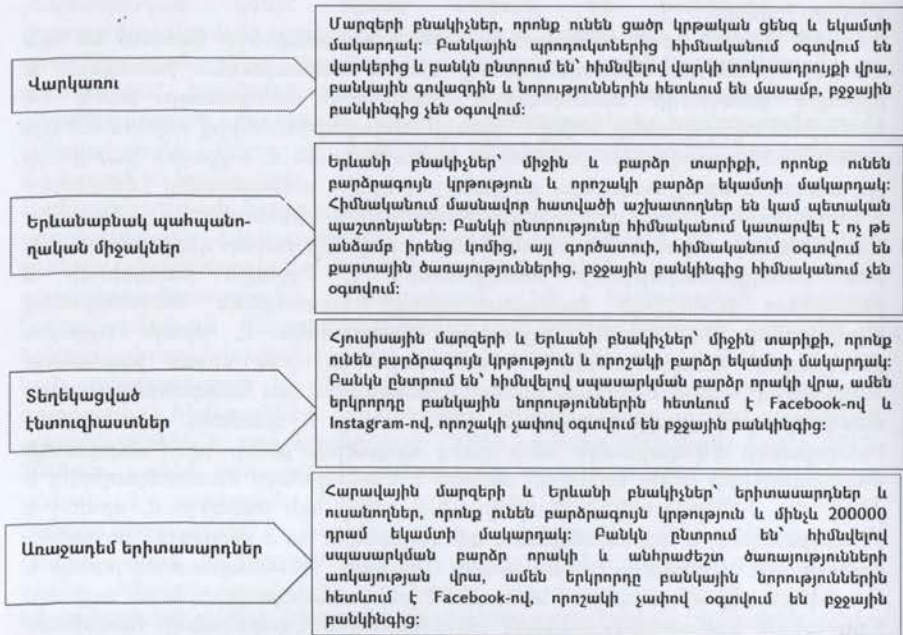 Վարկառու
Մարզերի բնակիչներ, որոնք ունեն ցածր կրթական ցենզ և եկամտի
մակարդակ: Բանկային պրոդուկտներից հիմնականում օգտվում են
վարկերից և բանկն ընտրում են՝ հիմնվելով վարկի տոկոսադրույքի վրա,
բանկային գովազդին և նորություններին հետևում են մասամբ, բջջային
բանկինգից չեն օգտվում:
Երևանաբնակ պահպանո-
ղական միջակներ
Երևանի բնակիչներ՝ միջին և բարձր տարիքի, որոնք ունեն
բարձրագույն կրթություն և որոշակի բարձր եկամտի մակարդակ:
Հիմնականում մասնավոր հատվածի աշխատողներ են կամ պետական
պաշտոնյաներ: Բանկի ընտրությունը հիմնականում կատարվել է ոչ թե
անձամբ իրենց կոմից, այլ գործատուի, հիմնականում օգտվում են
քարտային ծառայություններից, բջջային բանկինգից հիմնականում չեն
օգտվում:
Տեղեկացված
էնտուզիաստներ
Հյուսիսային մարզերի և Երևանի բնակիչներ՝ միջին տարիքի, որոնք
ունեն բարձրագույն կրթություն և որոշակի բարձր եկամտի մակարդակ:
Բանկն ընտրում են՝ հիմնվելով սպասարկման բարձր որակի վրա, ամեն
երկրորդը բանկային նորություններին հետևում է Facebook-ով և
Instagram-ով, որոշակի չափով օգտվում են բջջային բանկինգից:
Առաջադեմ երիտասարդներ
Հարավային մարզերի և Երևանի բնակիչներ՝ երիտասարդներ և
ուսանողներ, որոնք ունեն բարձրագույն կրթություն և մինչև 200000
դրամ եկամտի մակարդակ: Բանկն ընտրում են՝ հիմնվելով
սպասարկման բարձր որակի և անհրաժեշտ ծառայությունների
առկայության վրա, ամեն երկրորդը բանկային նորություններին
հետևում է Facebook-ով, որոշակի չափով օգտվում են բջջային
բանկինգից: